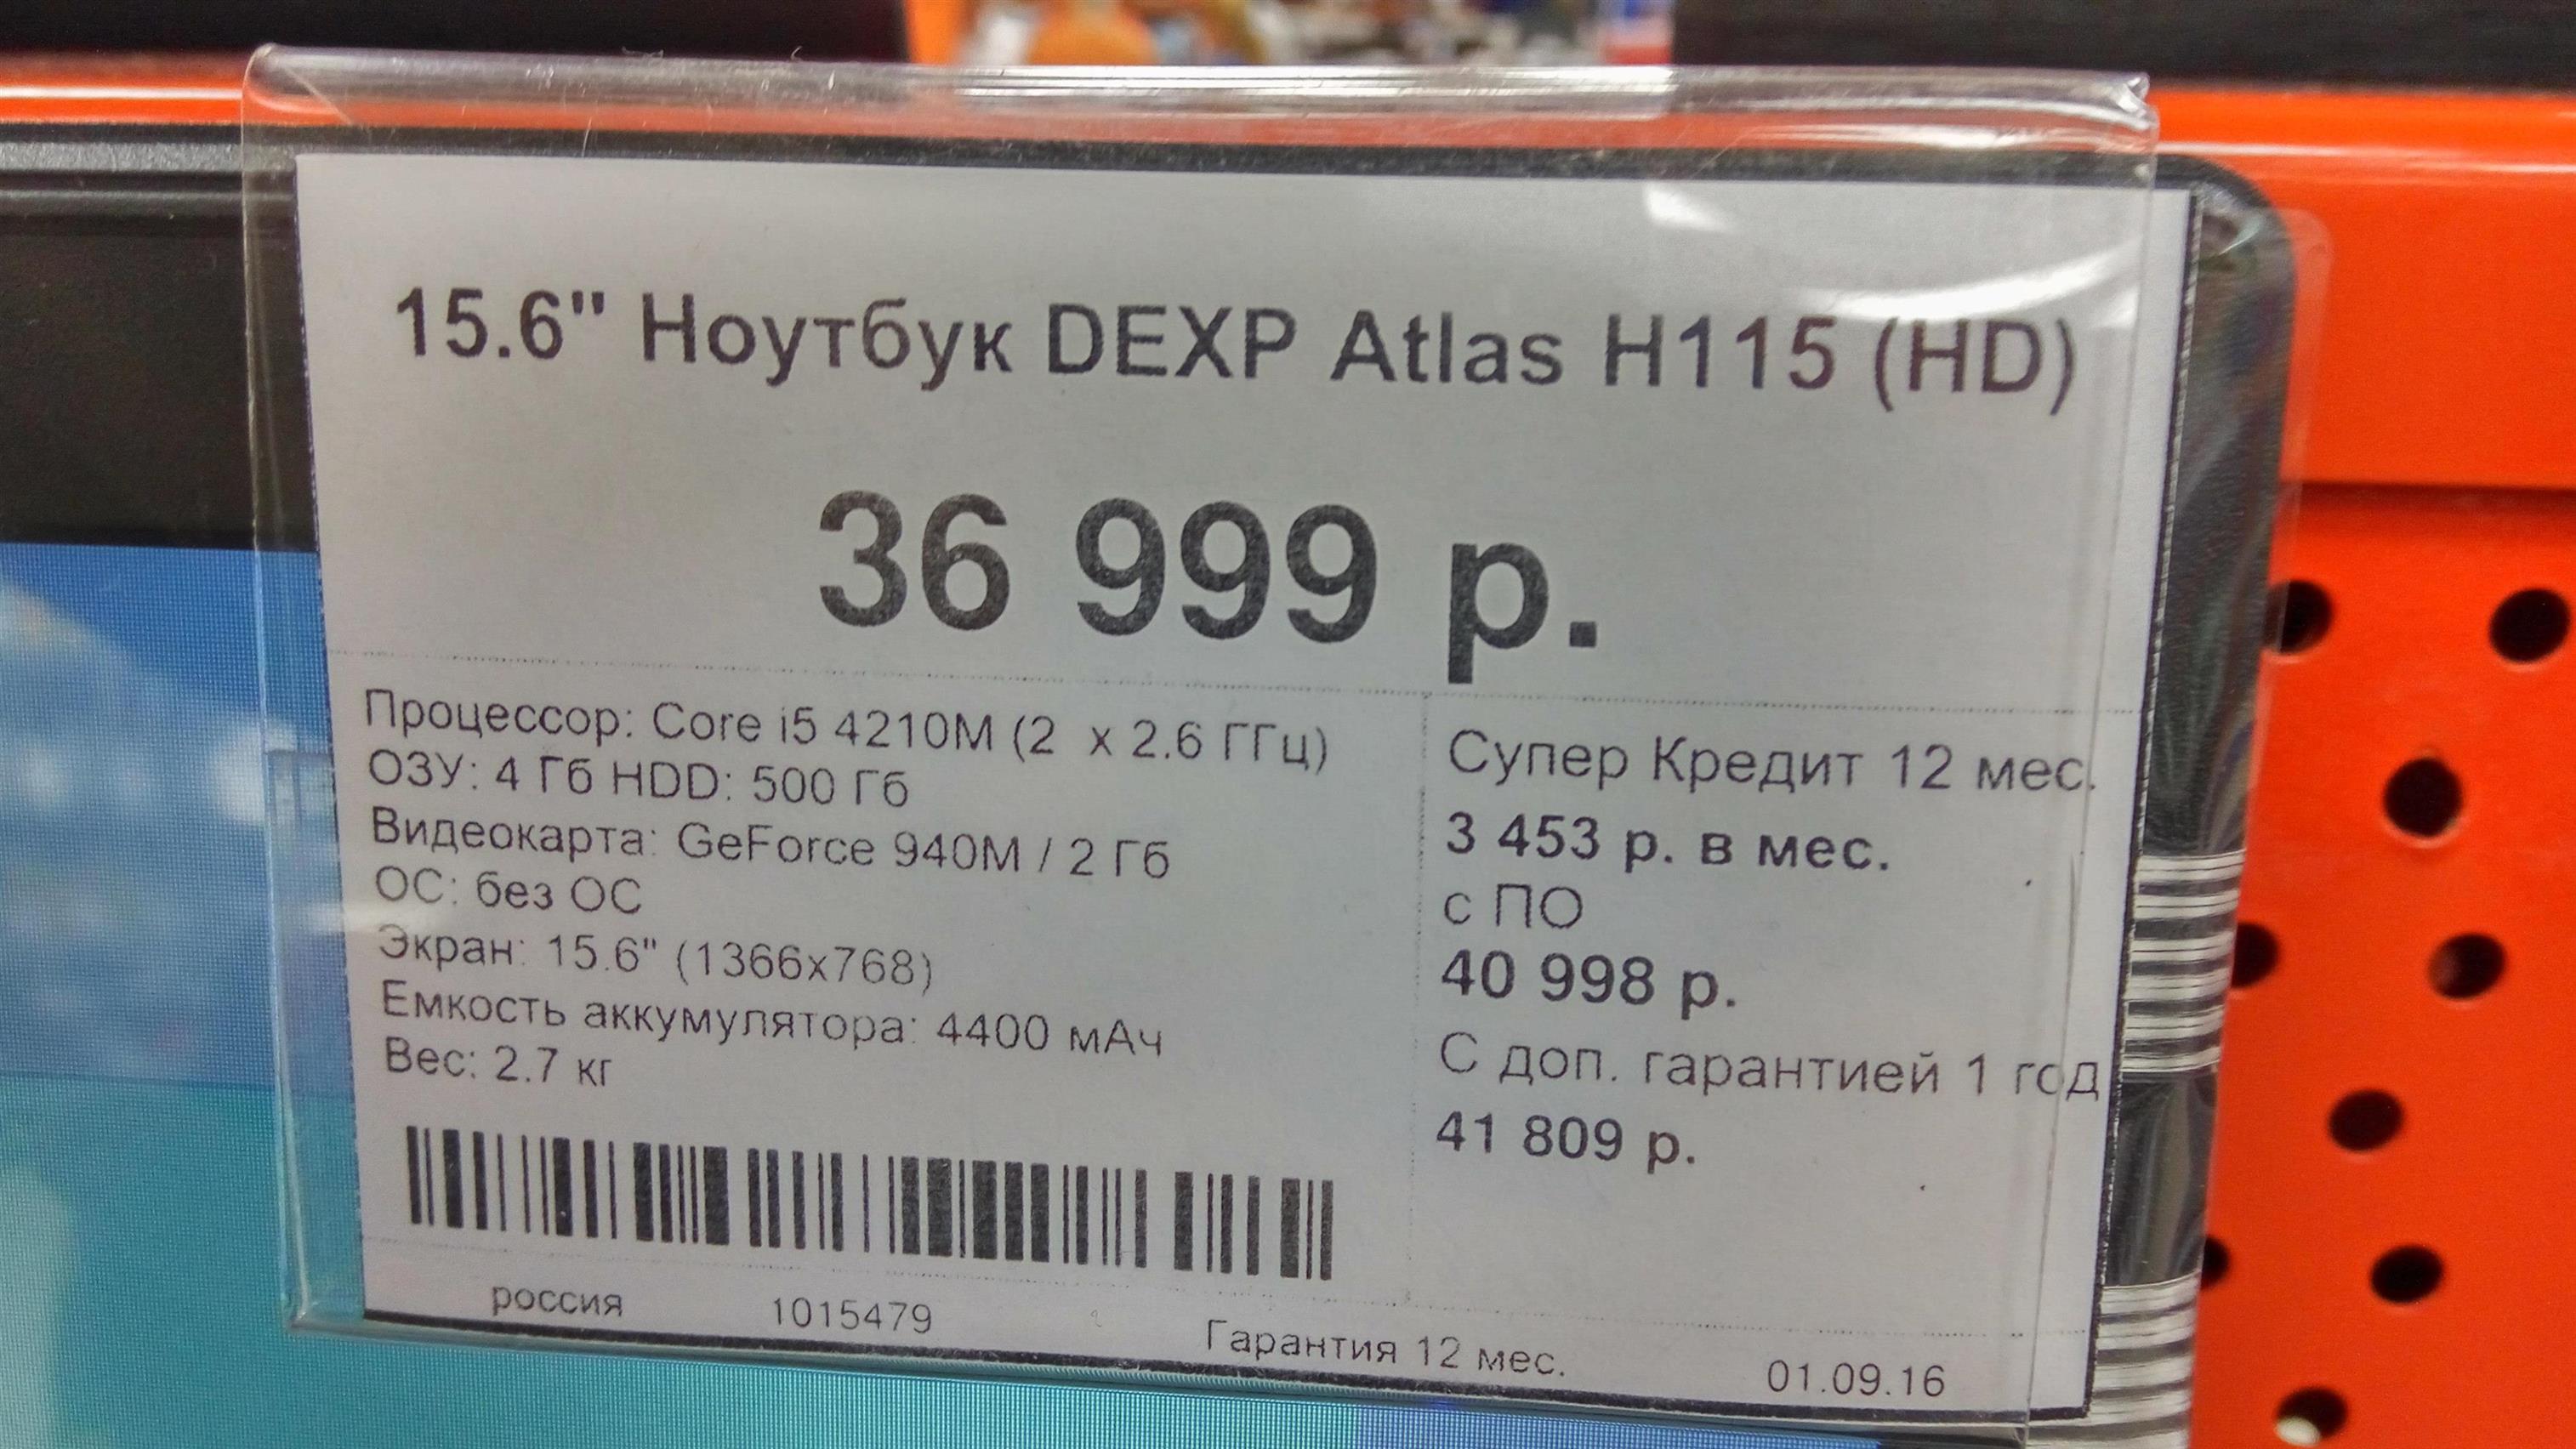 15.6" Ноутбук DEXP Atlas H115 (HD)
36 999 р.
Процессор: Core i5 4210M (2 x 2.6 ГГц)
ОЗУ: 4 Гб HDD: 500 Гб
Видеокарта: GeForce 940M / 2 Гб
ОС: без ОС
Экран: 15.6" (1366x768)
Емкость аккумулятора: 4400 мАч
Вес: 2.7 кг
Супер Кредит 12 мес.
3 453 р. в мес.
с ПО
40 998 р.
С доп. гарантией 1 год
41 809 р.
россия 1015479 Гарантия 12 мес. 01.09.16